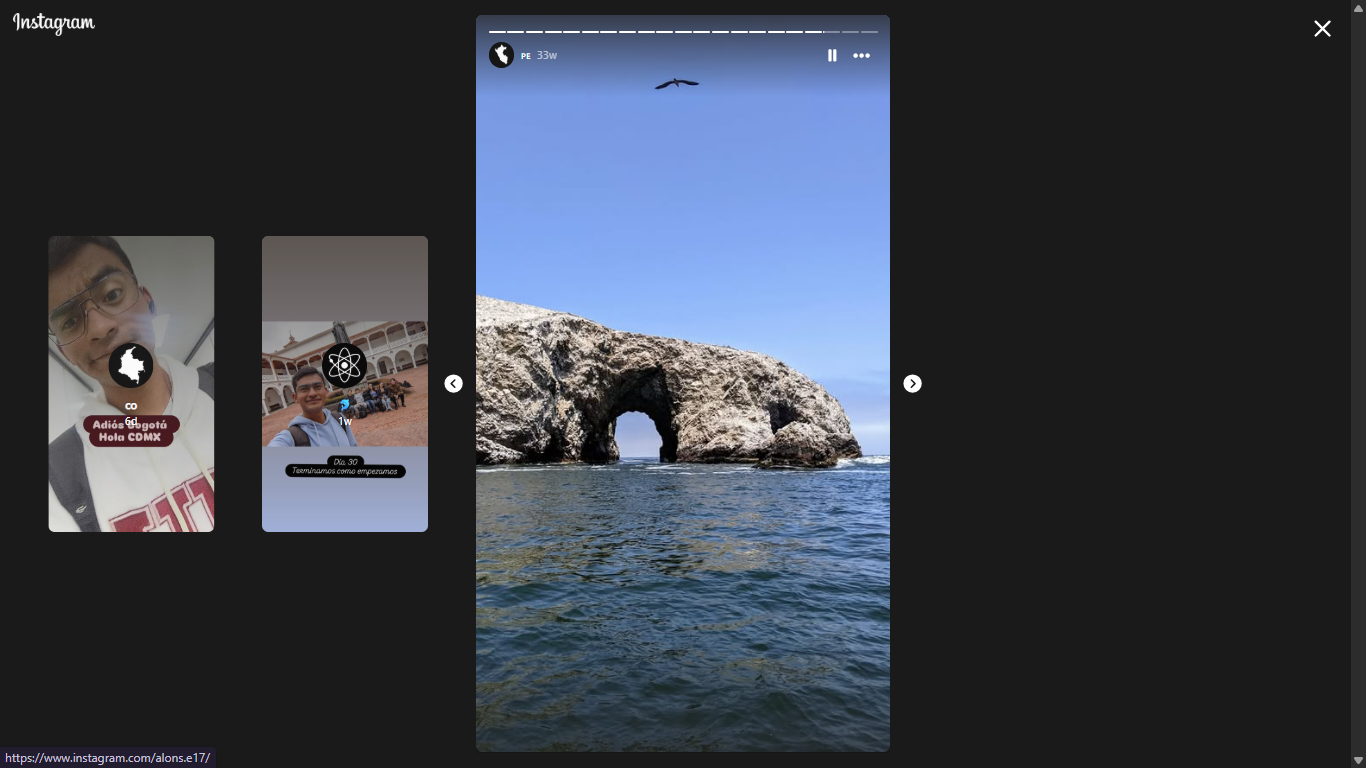 Instagram
PE 33w
CO
6d
Adiós Bogotá
Hola CDMX
1w
Día 30
Terminamos como empezamos
https://www.instagram.com/alons.e17/